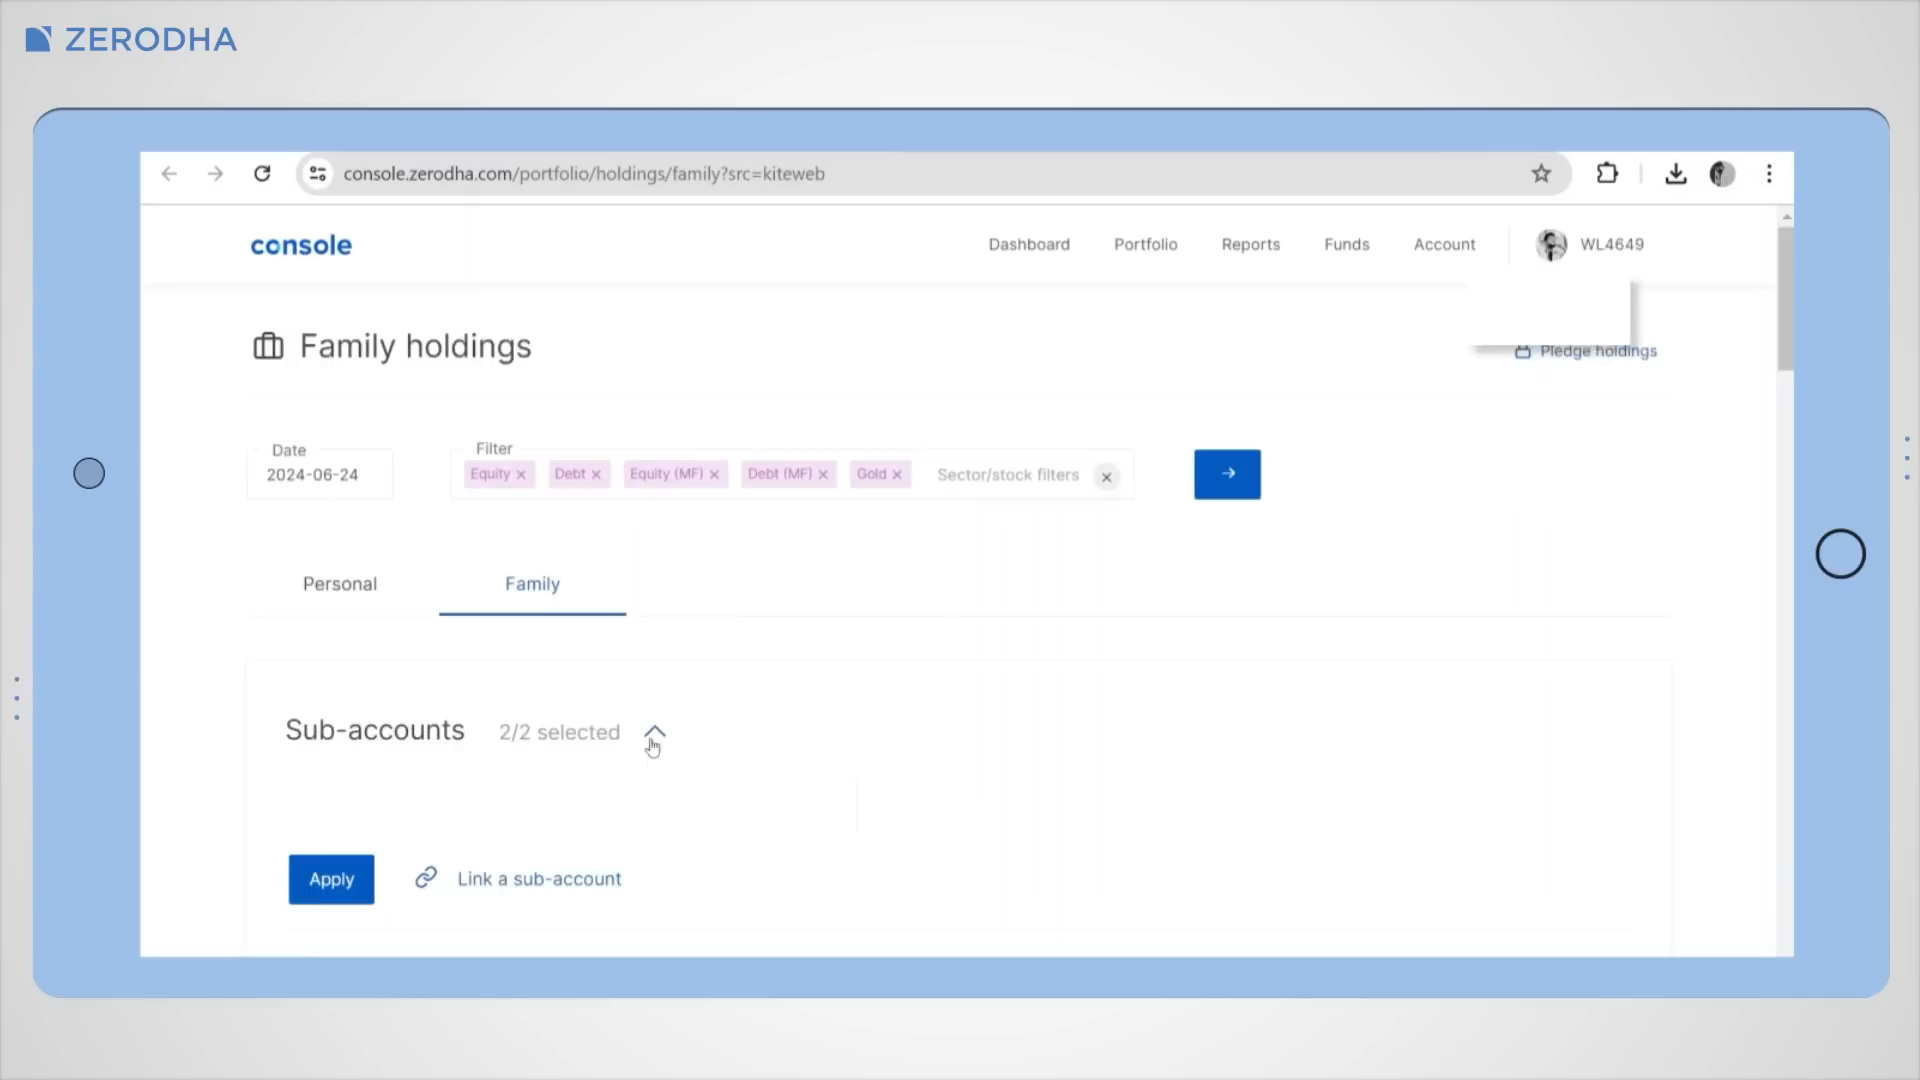 ZERODHA
console.zerodha.com/portfolio/holdings/family?src=kiteweb
console
Dashboard
Portfolio
Reports
Funds
Account
WL4649
Family holdings
Pledge holdings
Date
2024-06-24
Filter
Equity × Debt × Equity (MF) × Debt (MF) × Gold × Sector/stock filters ×
Personal
Family
Sub-accounts 2/2 selected
Apply
Link a sub-account